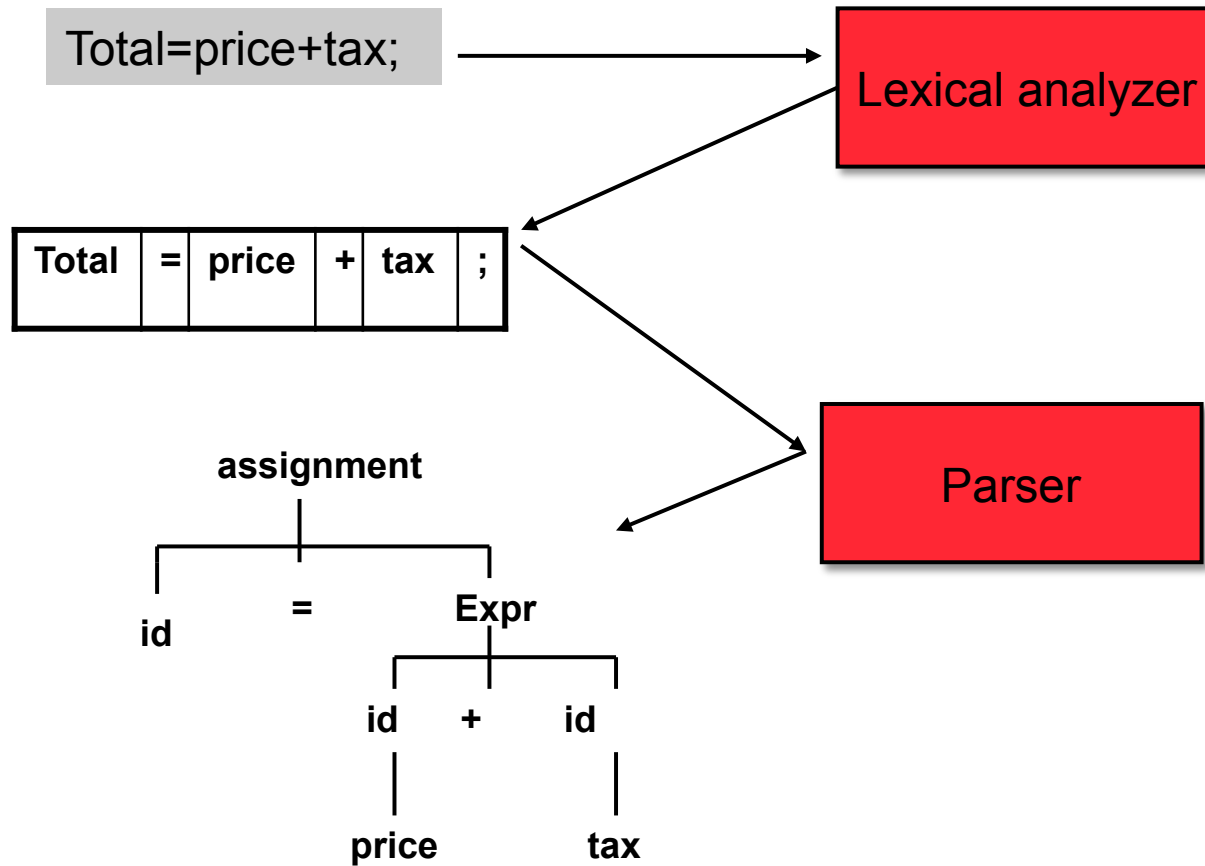 Total=price+tax;
Lexical analyzer
Total = price + tax ;
Parser
assignment
id = Expr
id + id
price tax